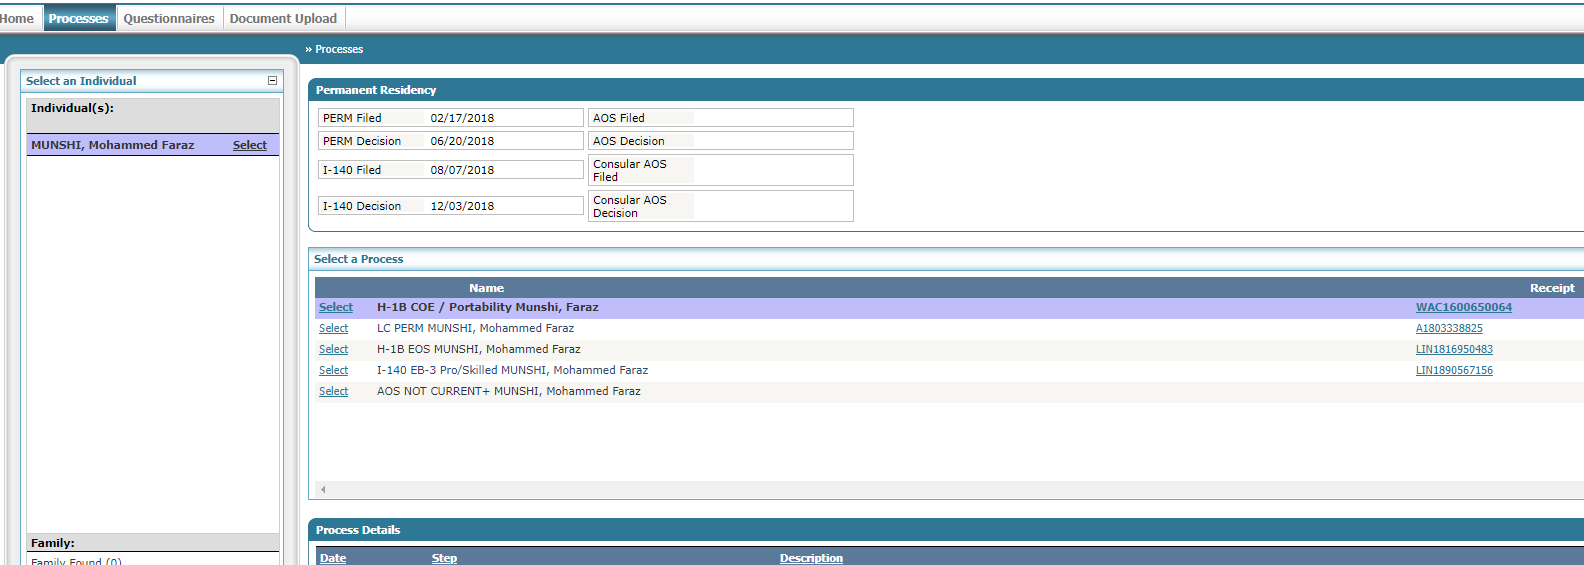 Home Processes Questionnaires Document Upload
» Processes
Select an Individual
Individual(s):
MUNSHI, Mohammed Faraz Select
Family:
Family Found (0)
Permanent Residency
PERM Filed 02/17/2018 AOS Filed
PERM Decision 06/20/2018 AOS Decision
I-140 Filed 08/07/2018 Consular AOS
Filed
I-140 Decision 12/03/2018 Consular AOS
Decision
Select a Process
Name Receipt
Select H-1B COE / Portability Munshi, Faraz WAC1600650064
Select LC PERM MUNSHI, Mohammed Faraz A1803338825
Select H-1B EOS MUNSHI, Mohammed Faraz LIN1816950483
Select I-140 EB-3 Pro/Skilled MUNSHI, Mohammed Faraz LIN1890567156
Select AOS NOT CURRENT+ MUNSHI, Mohammed Faraz
Process Details
Date Step Description